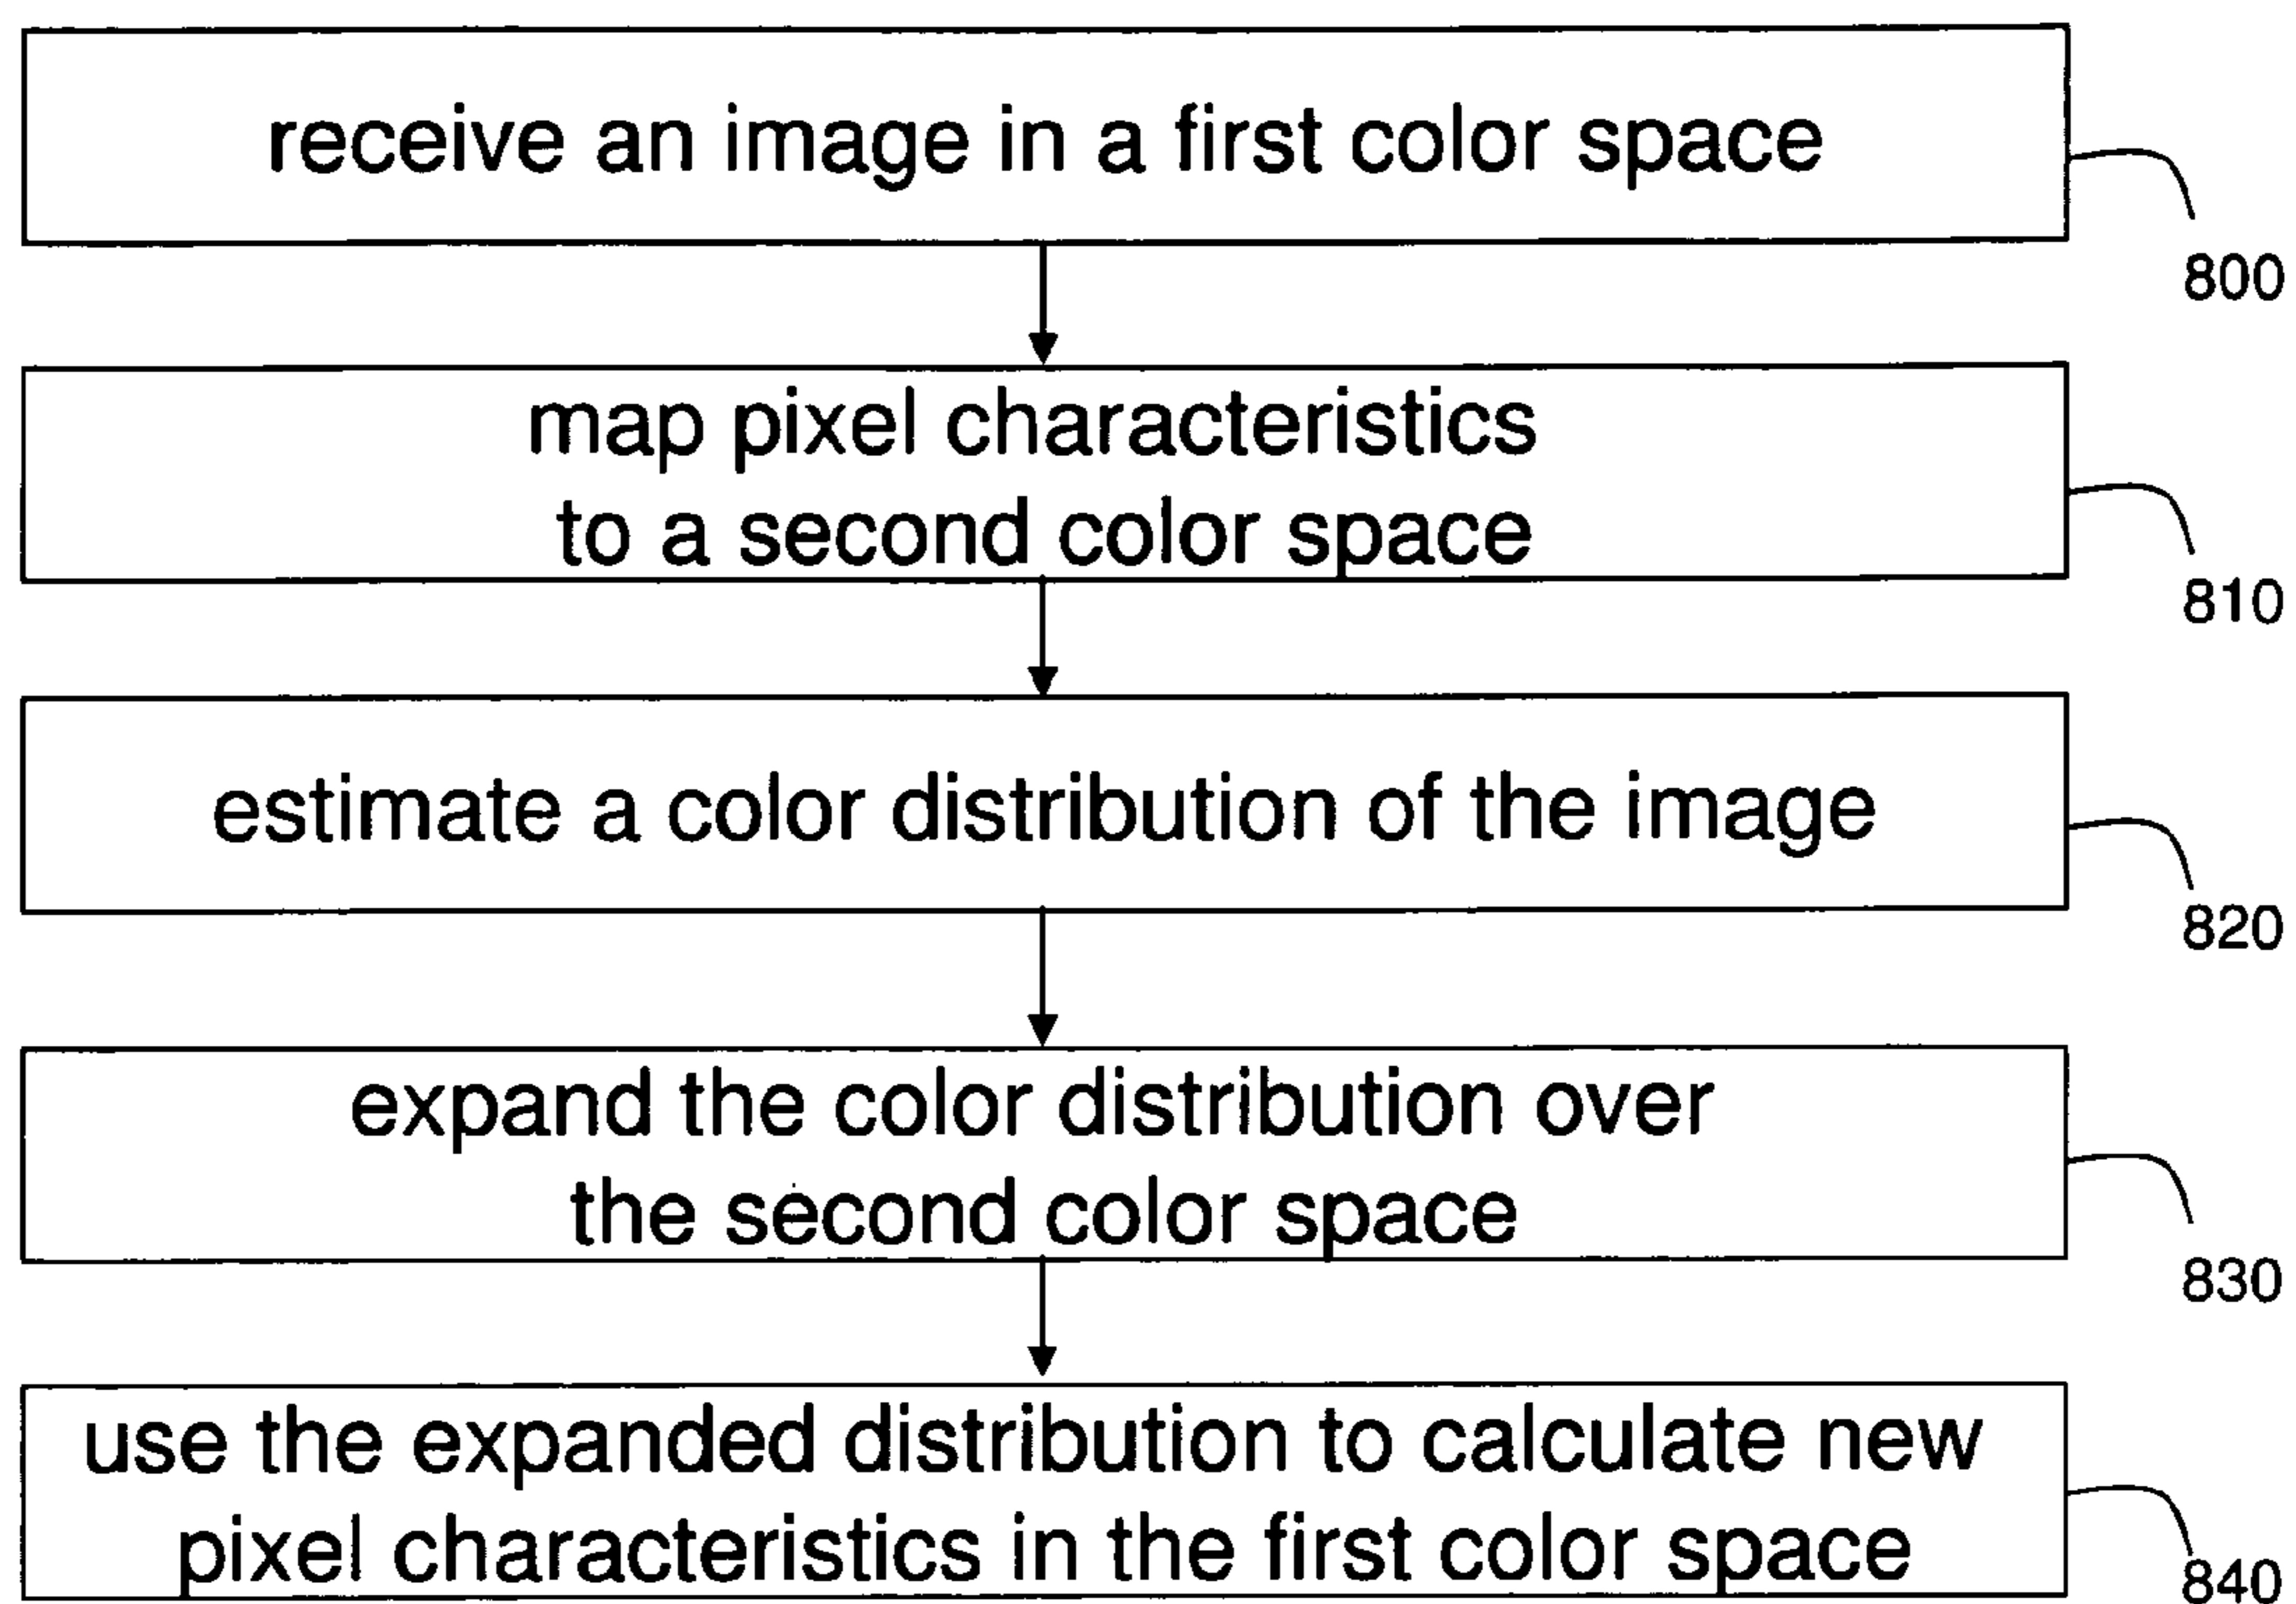 receive an image in a first color space
800
map pixel characteristics
to a second color space
810
estimate a color distribution of the image
820
expand the color distribution over
the second color space
830
use the expanded distribution to calculate new
pixel characteristics in the first color space
840